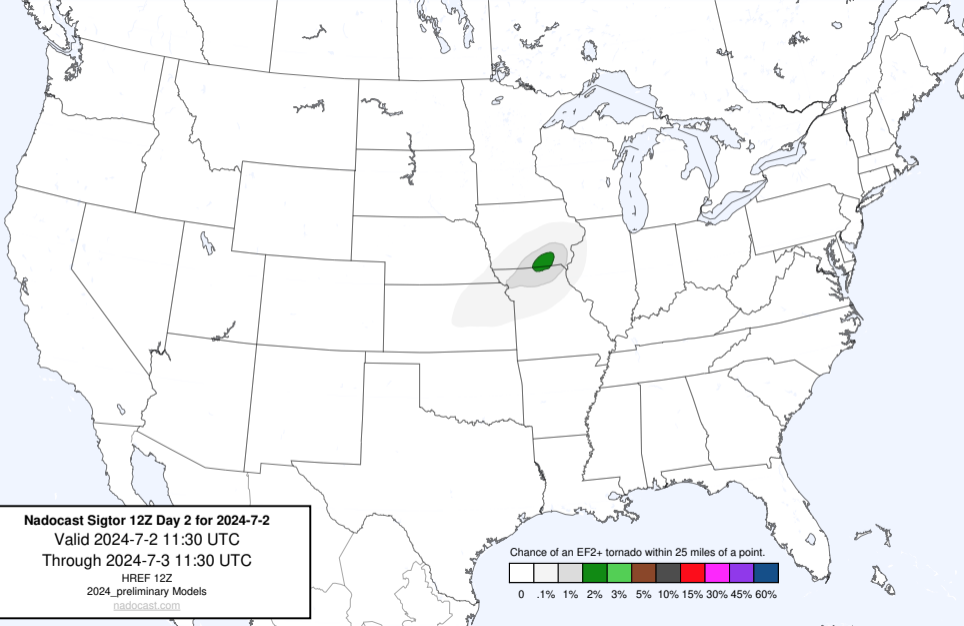 Nadocast Sigtor 12Z Day 2 for 2024-7-2
Valid 2024-7-2 11:30 UTC
Through 2024-7-3 11:30 UTC
HREF 12Z
2024_preliminary Models
nadocast.com
Chance of an EF2+ tornado within 25 miles of a point.
0 .1% 1% 2% 3% 5% 10% 15% 30% 45% 60%